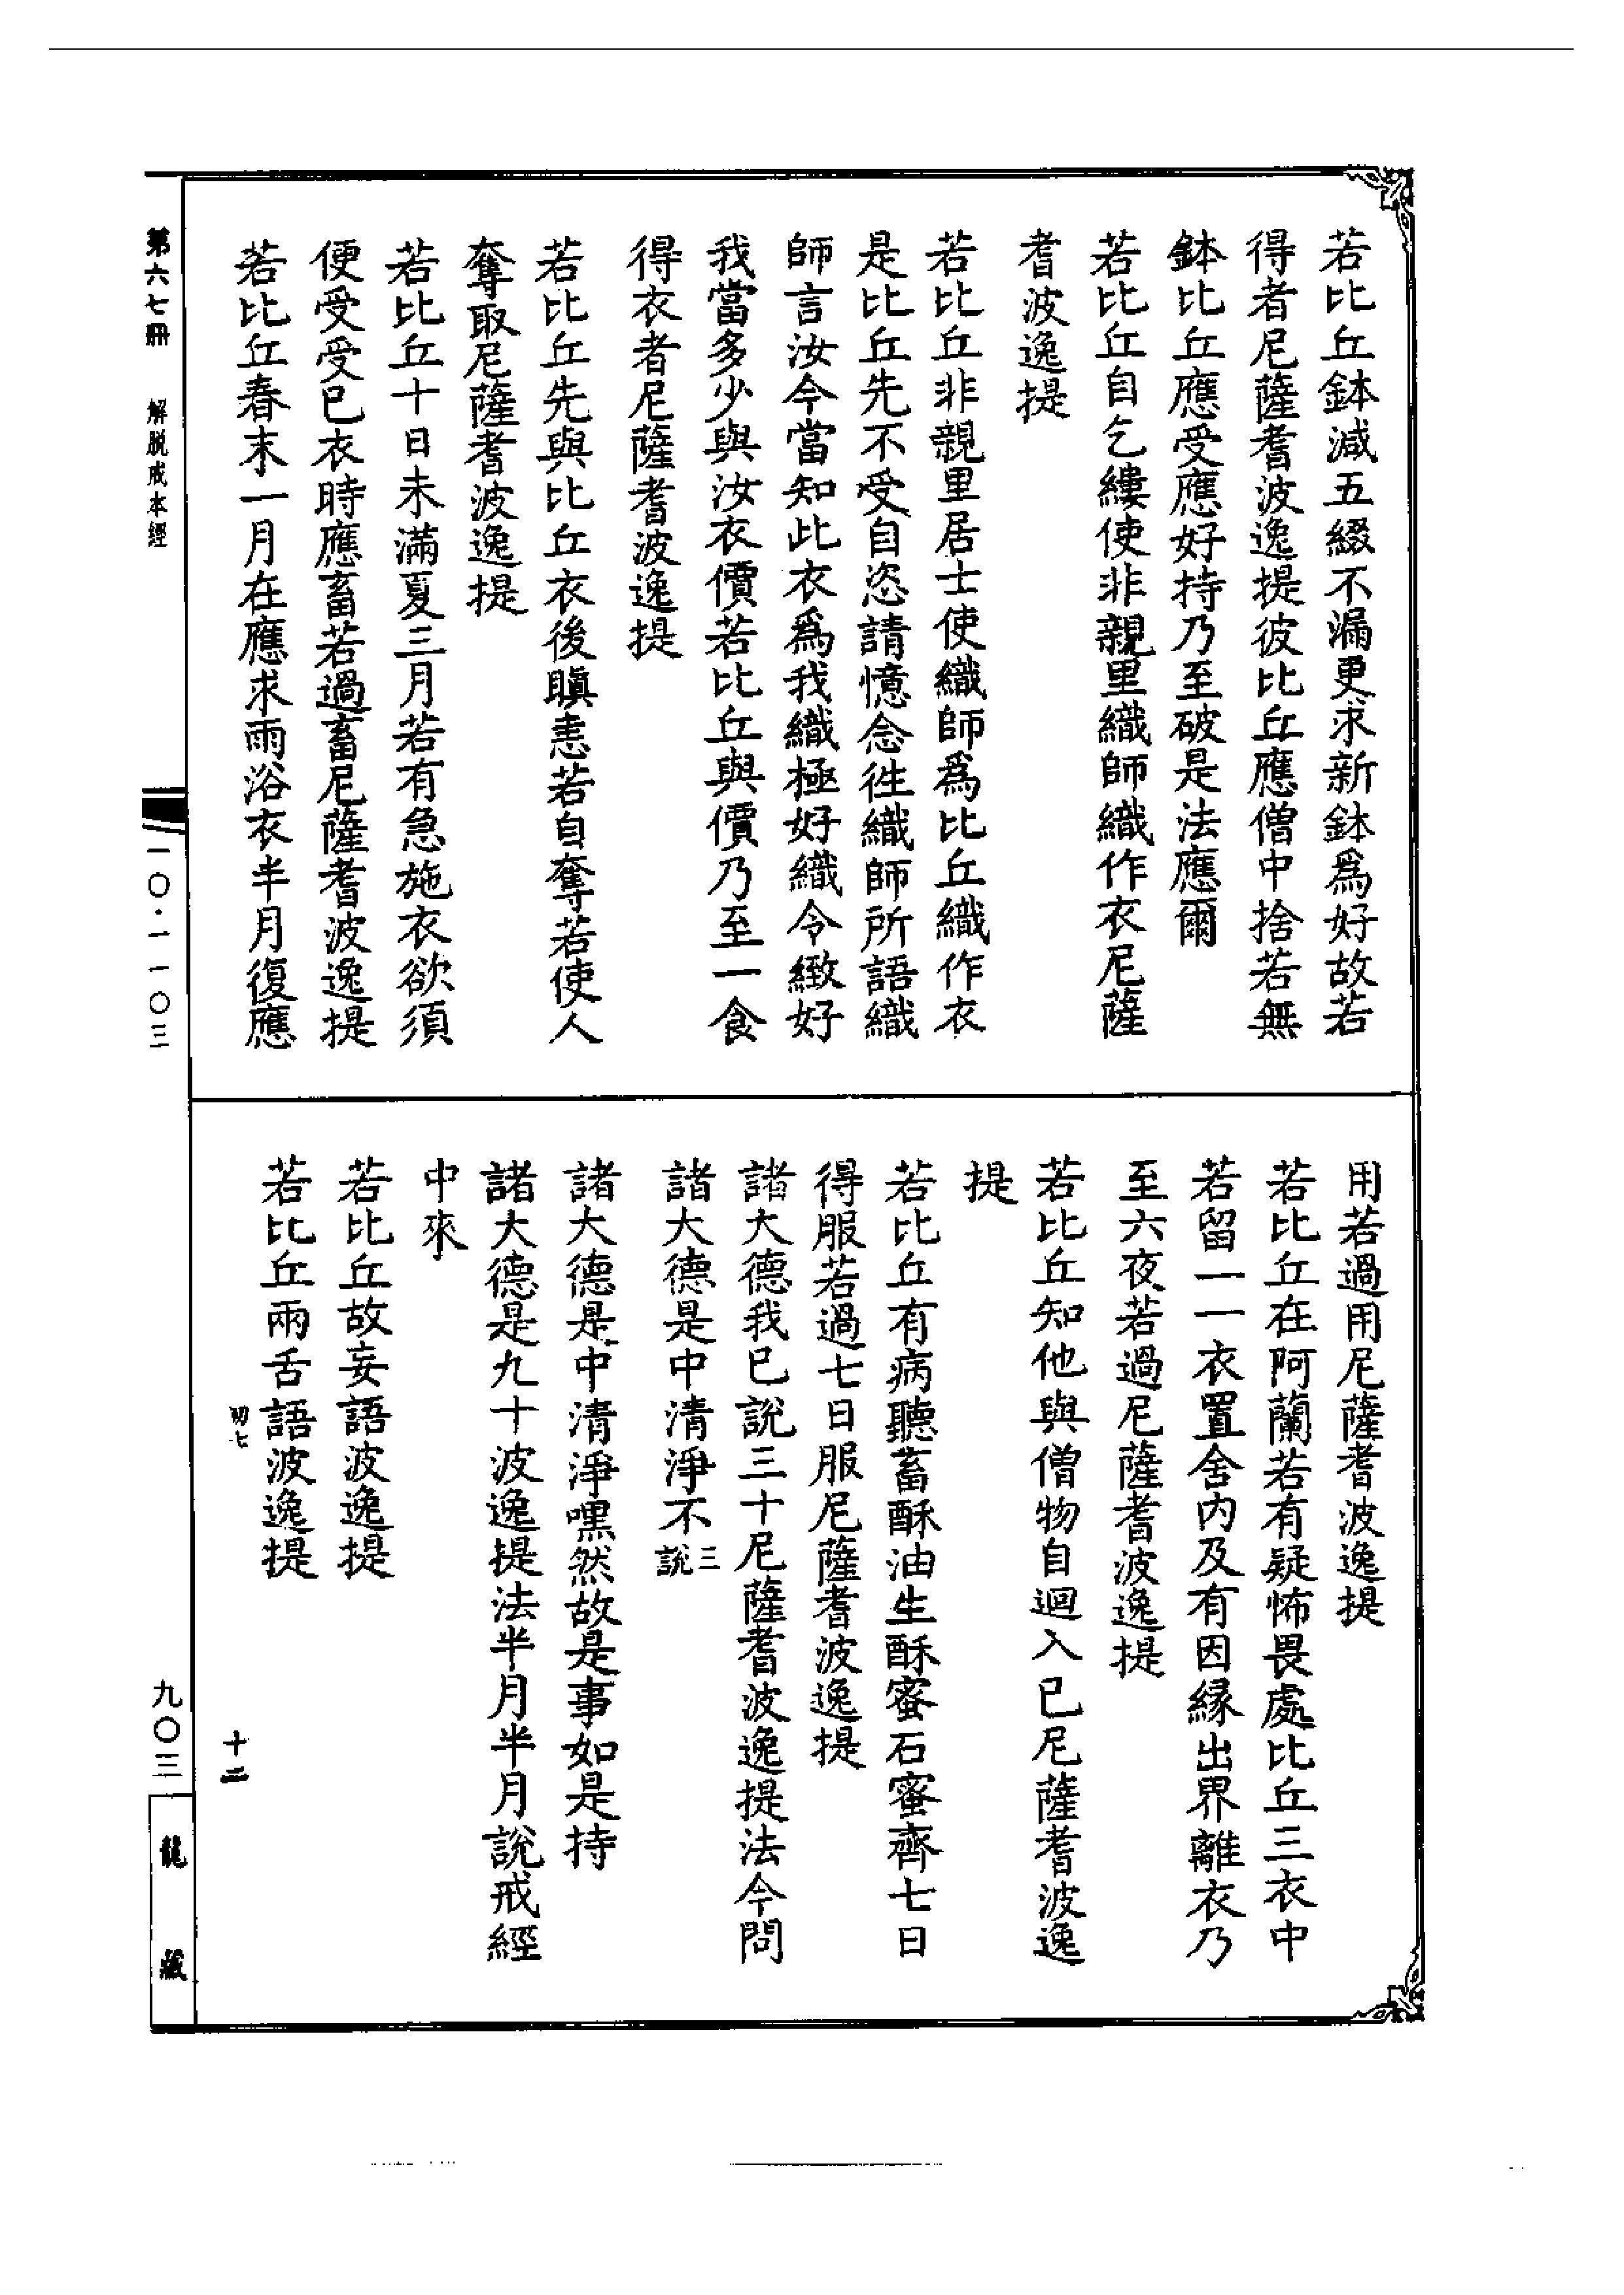 若比丘鉢減五綴不漏更求新鉢爲好故若
得者尼薩耆波逸提彼比丘應僧中捨若無
鉢比丘應受應好持乃至破是法應爾
若比丘自乞縷使非親里織師織作衣尼薩
耆波逸提
若比丘非親里居士使織師爲比丘織作衣
是比丘先不受自恣請憶念徃織師所語織
師言汝今當知此衣爲我織極好織令緻好
我當多少與汝衣價若比丘與價乃至一食
得衣者尼薩耆波逸提
若比丘先與比丘衣後瞋恚若自奪若使人
奪取尼薩耆波逸提
若比丘十日未滿夏三月若有急施衣欲須
便受受已衣時應畜若過畜尼薩耆波逸提
若比丘春末一月在應求雨浴衣半月復應
用若過用尼薩耆波逸提
若比丘在阿蘭若有疑怖畏處比丘三衣中
若留一一衣置舍内及有因縁出界離衣乃
至六夜若過尼薩耆波逸提
若比丘知他與僧物自迴入已尼薩耆波逸
提
若比丘有病聽畜酥油生酥蜜石蜜齊七日
得服若過七日服尼薩耆波逸提
諸大德我已說三十尼薩耆波逸提法今問
諸大德是中清淨不三說
諸大德是中清淨嘿然故是事如是持
諸大德是九十波逸提法半月半月說戒經
中來
若比丘故妄語波逸提
若比丘兩舌語波逸提
初七
十二
第六七冊 解脱戒本經
一〇·一一〇三
九〇三
龍藏